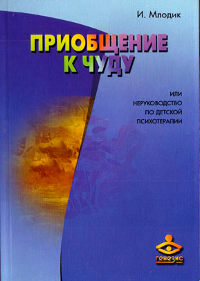 И. Млодик
ПРИОБЩЕНИЕ
К ЧУДУ
ИЛИ
НЕРУКОВОДСТВО
ПО ДЕТСКОЙ
ПСИХОТЕРАПИИ
ГЕНЕЗИС